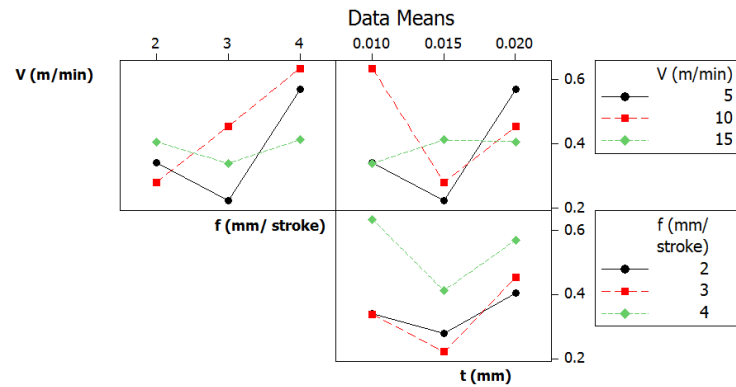 Data Means
2 3 4 0.010 0.015 0.020
V (m/min)
0.6
0.4
0.2
V (m/min)
5
10
15
f (mm/ stroke)
0.6
0.4
0.2
f (mm/
stroke)
2
3
4
t (mm)